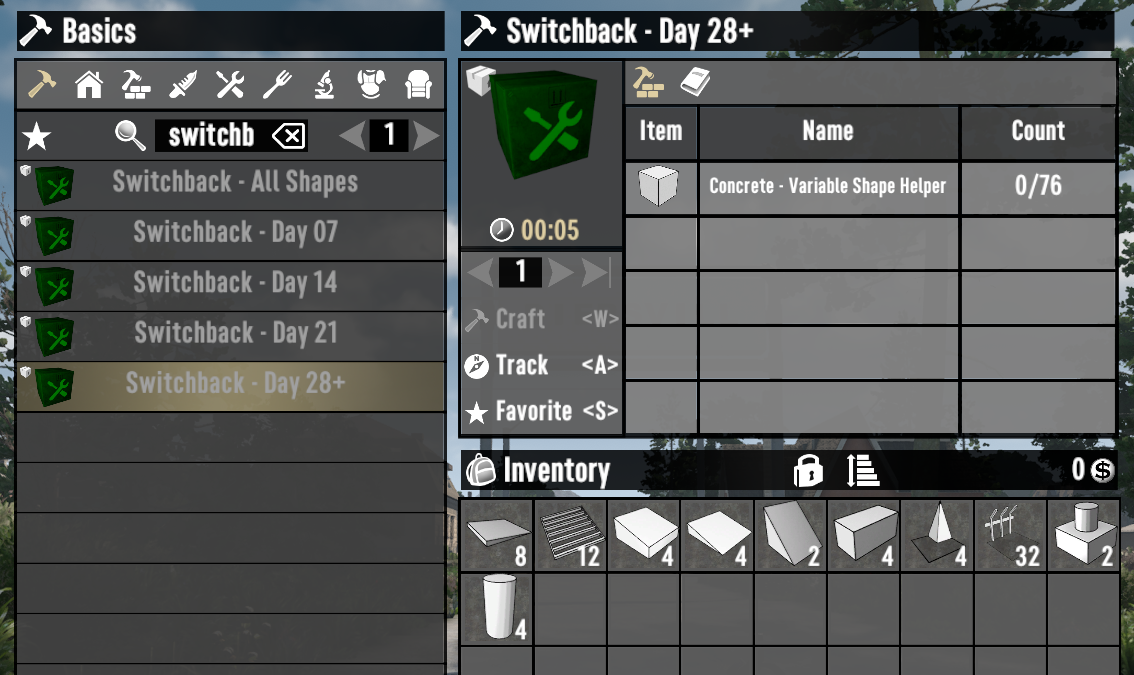 Basics
switchb
1
Switchback - All Shapes
Switchback - Day 07
Switchback - Day 14
Switchback - Day 21
Switchback - Day 28+
Switchback - Day 28+
00:05
1
Craft <W>
Track <A>
Favorite <S>
Item Name Count
Concrete - Variable Shape Helper 0/76
Inventory 0
8 12 4 4 2 4 4 32 2
4